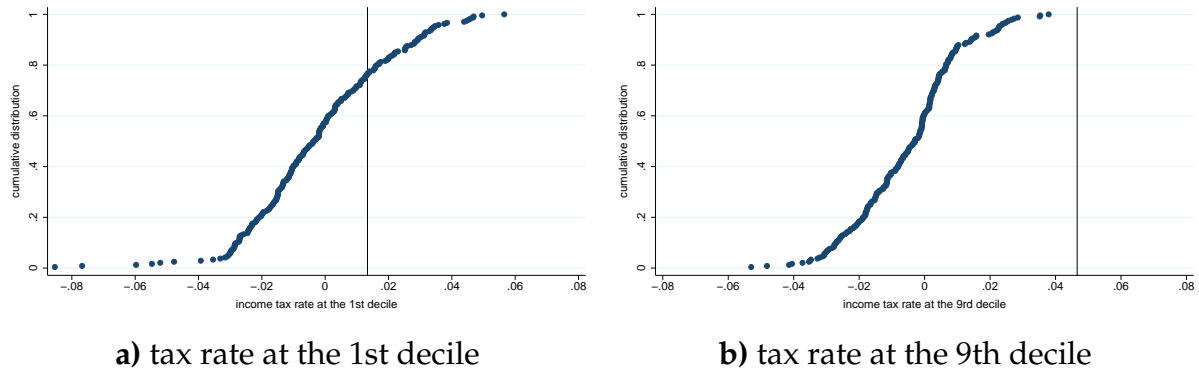 cumulative distribution
1
.8
.6
.4
.2
0
−.08 −.06 −.04 −.02 0 .02 .04 .06 .08
income tax rate at the 1st decile
a) tax rate at the 1st decile
cumulative distribution
1
.8
.6
.4
.2
0
−.08 −.06 −.04 −.02 0 .02 .04 .06 .08
income tax rate at the 9rd decile
b) tax rate at the 9th decile